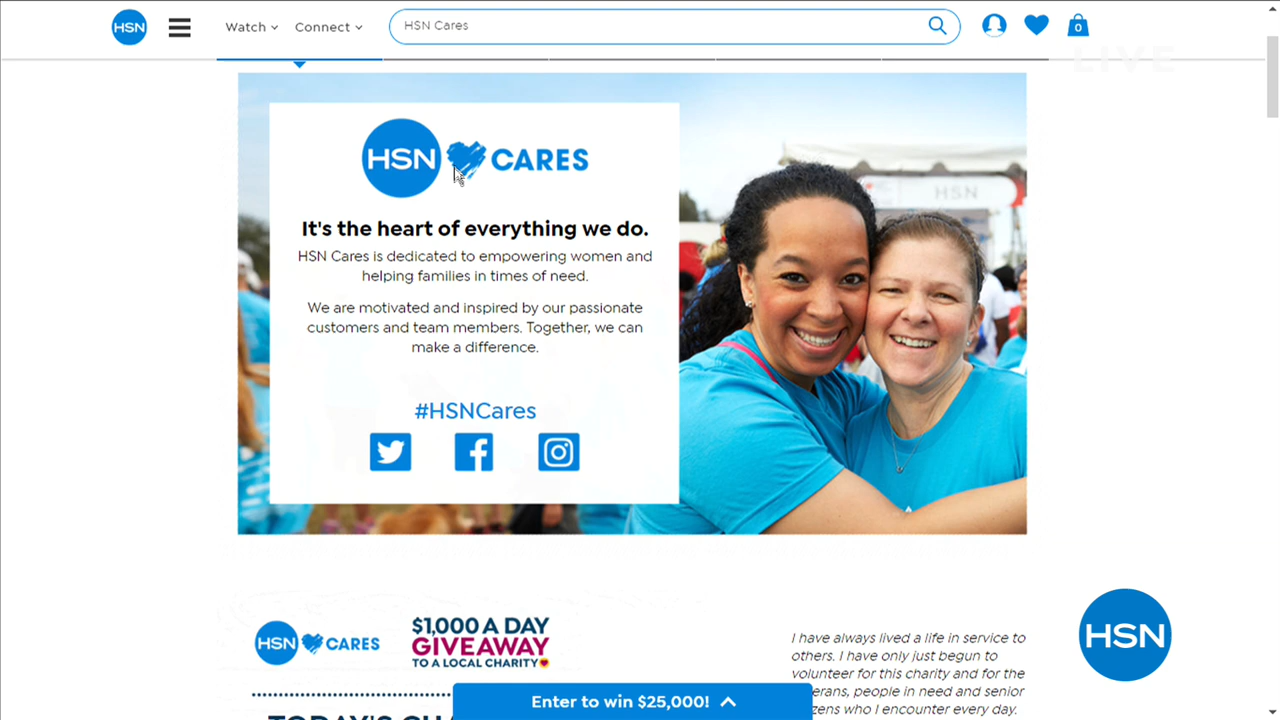 HSN
Watch
Connect
HSN Cares
0
LIVE
HSN CARES
HSN
It's the heart of everything we do.
HSN Cares is dedicated to empowering women and
helping families in times of need.
We are motivated and inspired by our passionate
customers and team members. Together, we can
make a difference.
#HSNCares
HSN CARES
$1,000 A DAY
GIVEAWAY
TO A LOCAL CHARITY
I have always lived a life in service to
others. I have only just begun to
volunteer for this charity and for the
people in need and senior
who I encounter every day.
HSN
Enter to win $25,000!
TODAY'S